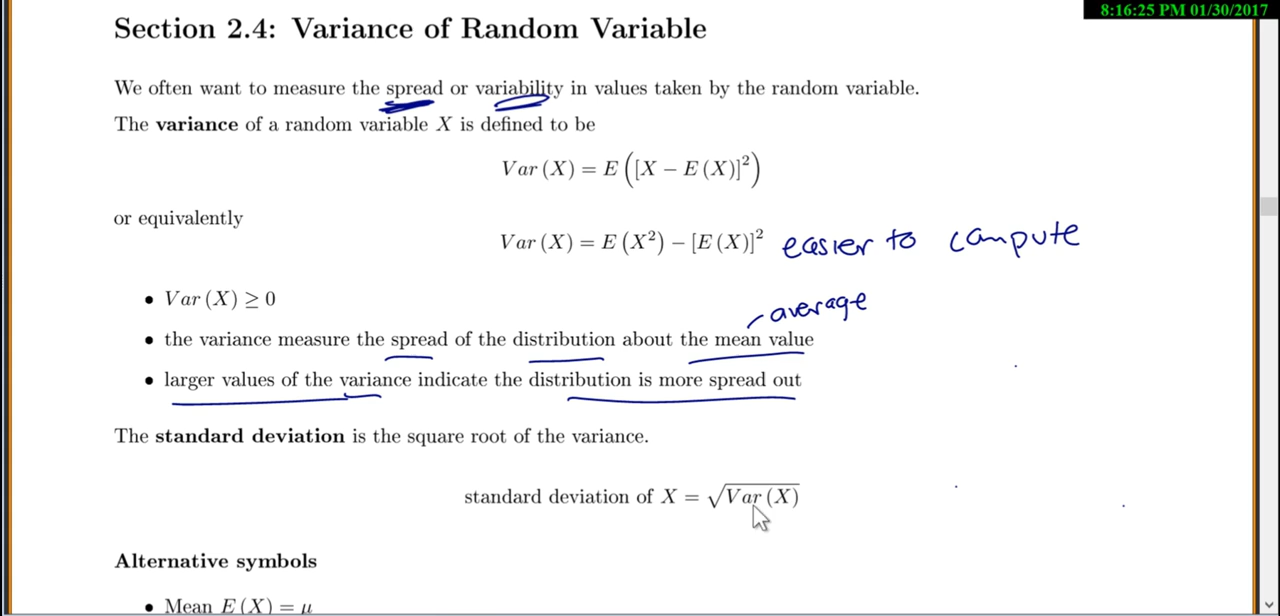 8:16:25 PM 01/30/2017
Section 2.4: Variance of Random Variable
We often want to measure the spread or variability in values taken by the random variable.
The variance of a random variable X is defined to be
Var (X) = E ([X − E (X)]²)
or equivalently
Var (X) = E (X²) − [E (X)]² easier to compute
• Var (X) ≥ 0
average
• the variance measure the spread of the distribution about the mean value
• larger values of the variance indicate the distribution is more spread out
The standard deviation is the square root of the variance.
standard deviation of X = √Var (X)
Alternative symbols
• Mean E (X) = μ